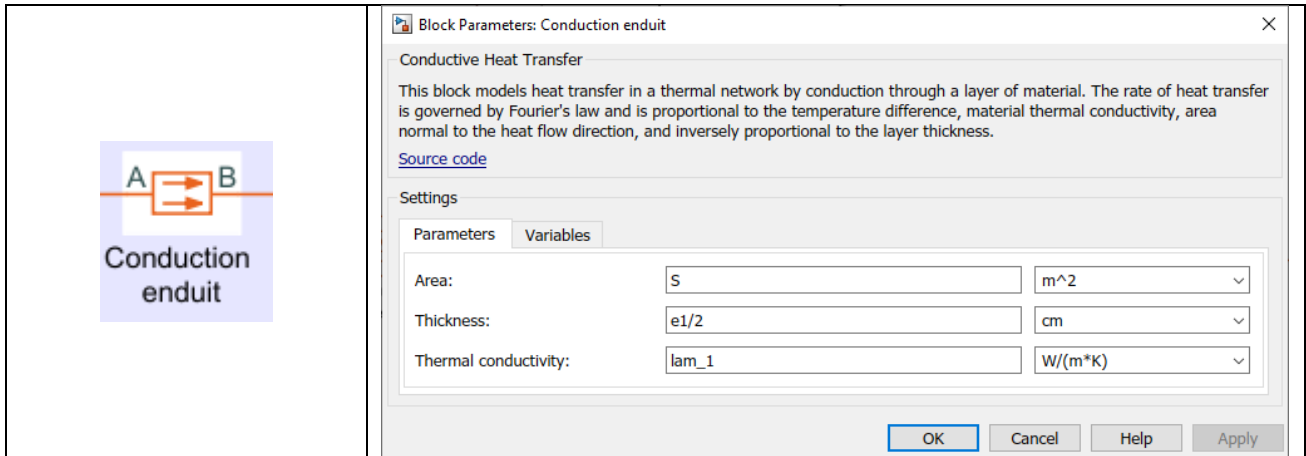 A B
Conduction
enduit
Block Parameters: Conduction enduit
Conductive Heat Transfer
This block models heat transfer in a thermal network by conduction through a layer of material. The rate of heat transfer
is governed by Fourier's law and is proportional to the temperature difference, material thermal conductivity, area
normal to the heat flow direction, and inversely proportional to the layer thickness.
Source code
Settings
Parameters Variables
Area: S m^2
Thickness: e1/2 cm
Thermal conductivity: lam_1 W/(m*K)
OK Cancel Help Apply